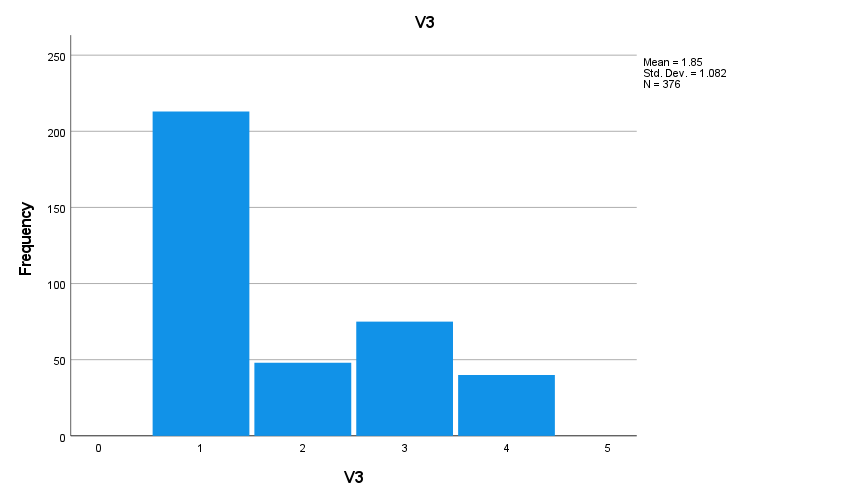 V3
Mean = 1.85
Std. Dev. = 1.082
N = 376
Frequency
250
200
150
100
50
0
0 1 2 3 4 5
V3